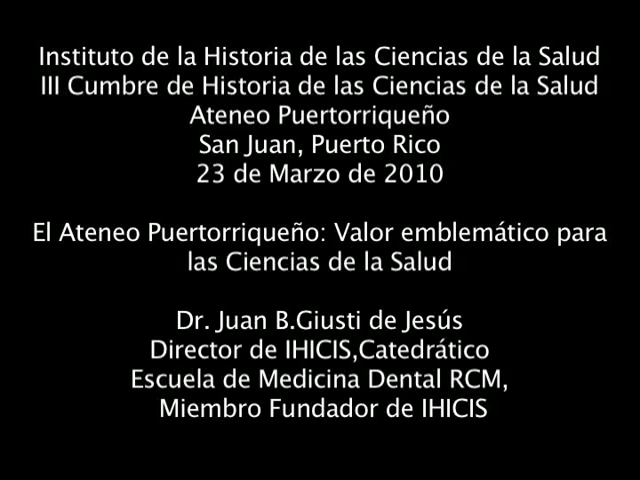 Instituto de la Historia de las Ciencias de la Salud
III Cumbre de Historia de las Ciencias de la Salud
Ateneo Puertorriqueño
San Juan, Puerto Rico
23 de Marzo de 2010
El Ateneo Puertorriqueño: Valor emblemático para
las Ciencias de la Salud
Dr. Juan B.Giusti de Jesús
Director de IHICIS,Catedrático
Escuela de Medicina Dental RCM,
Miembro Fundador de IHICIS